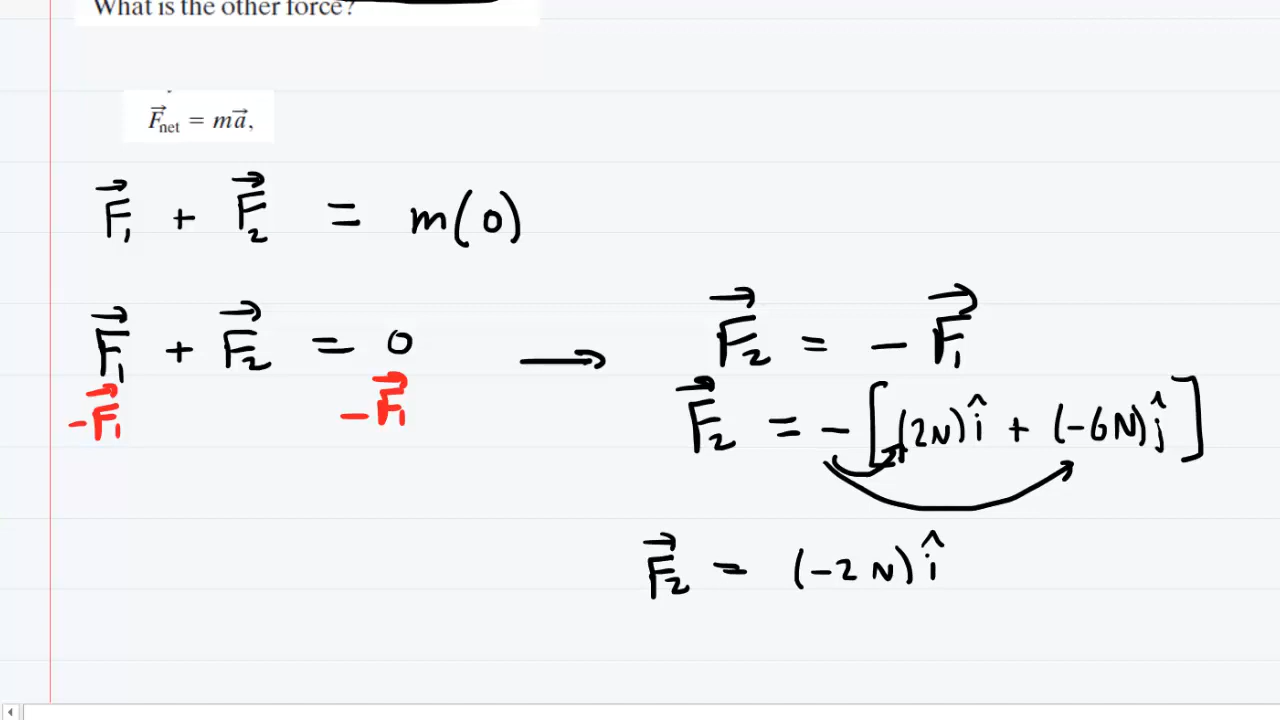 What is the other force?
F⃗net = ma⃗,
F⃗₁ + F⃗₂ = m(0)
F⃗₁ + F⃗₂ = 0 ⟶ F⃗₂ = − F⃗₁
−F⃗₁ −F⃗₁
F⃗₂ = −[(2N)î + (−6N)ĵ]
F⃗₂ = (−2N)î